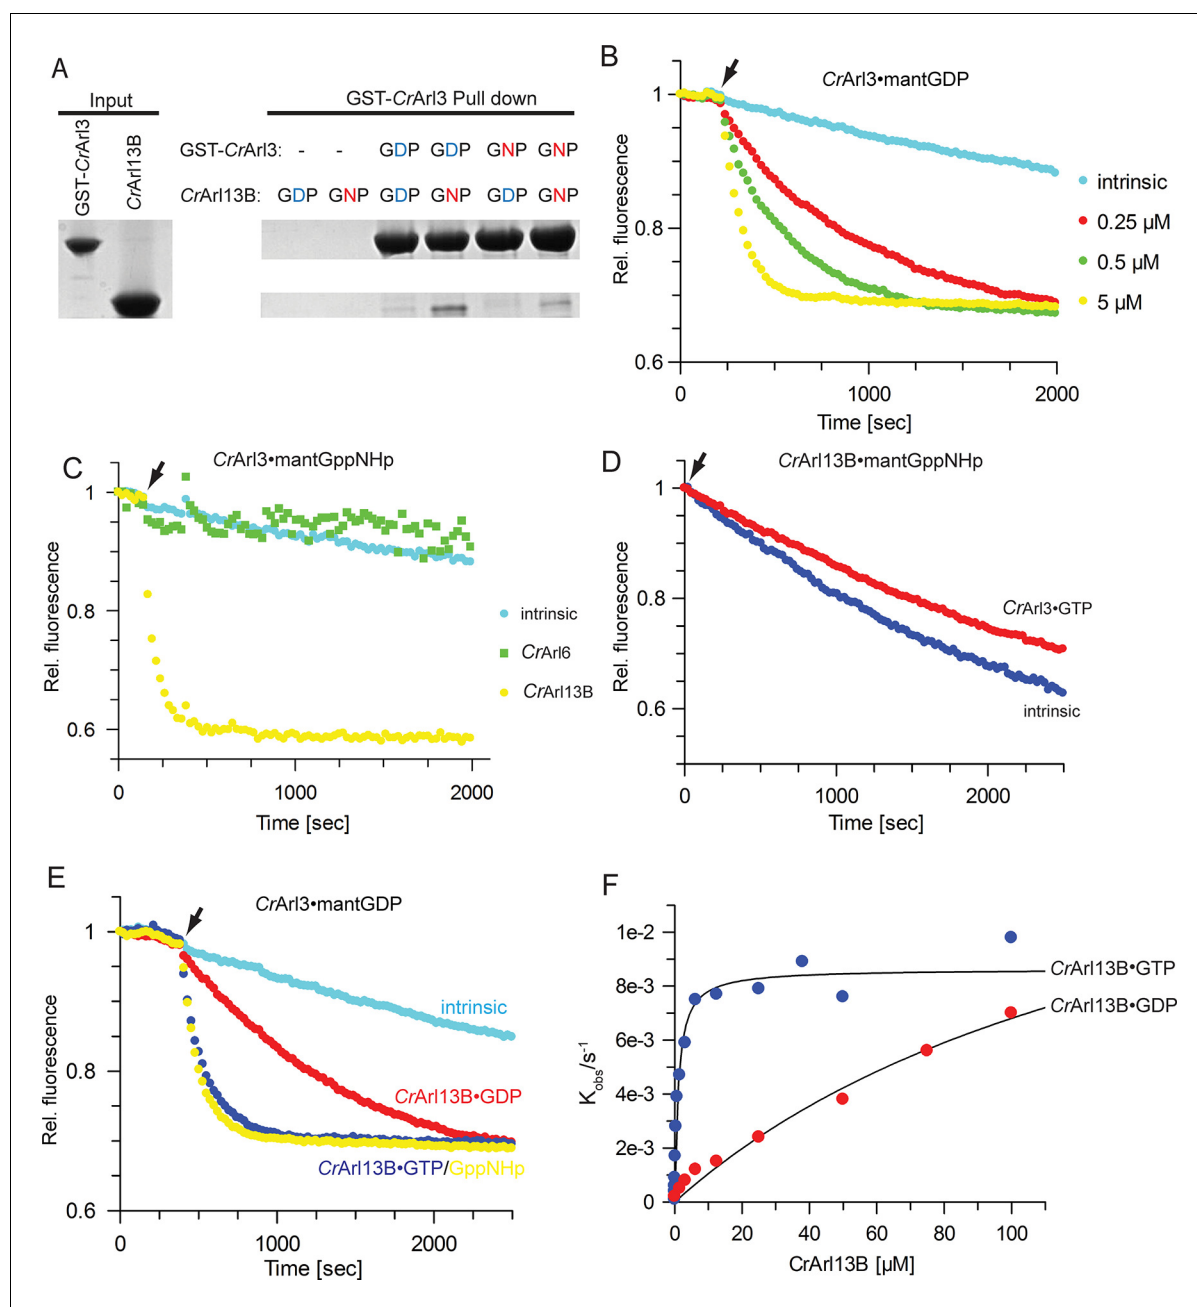 A
Input
GST-CrArl3 Pull down
GST-CrArl3
CrArl13B
GST-CrArl3: - - GDP GDP GNP GNP
CrArl13B: GDP GNP GDP GNP GDP GNP
B
CrArl3•mantGDP
Rel. fluorescence
1
0.8
0.6
0 1000 2000
Time [sec]
intrinsic
0.25 µM
0.5 µM
5 µM
C
CrArl3•mantGppNHp
Rel. fluorescence
1
0.8
0.6
0 1000 2000
Time [sec]
intrinsic
CrArl6
CrArl13B
D
CrArl13B•mantGppNHp
Rel. fluorescence
1
0.8
0.6
0 1000 2000
Time [sec]
CrArl3•GTP
intrinsic
E
CrArl3•mantGDP
Rel. fluorescence
1
0.8
0.6
0 1000 2000
Time [sec]
intrinsic
CrArl13B•GDP
CrArl13B•GTP/GppNHp
F
Kobs/s-1
1e-2
8e-3
6e-3
4e-3
2e-3
0
0 20 40 60 80 100
CrArl13B [µM]
CrArl13B•GTP
CrArl13B•GDP